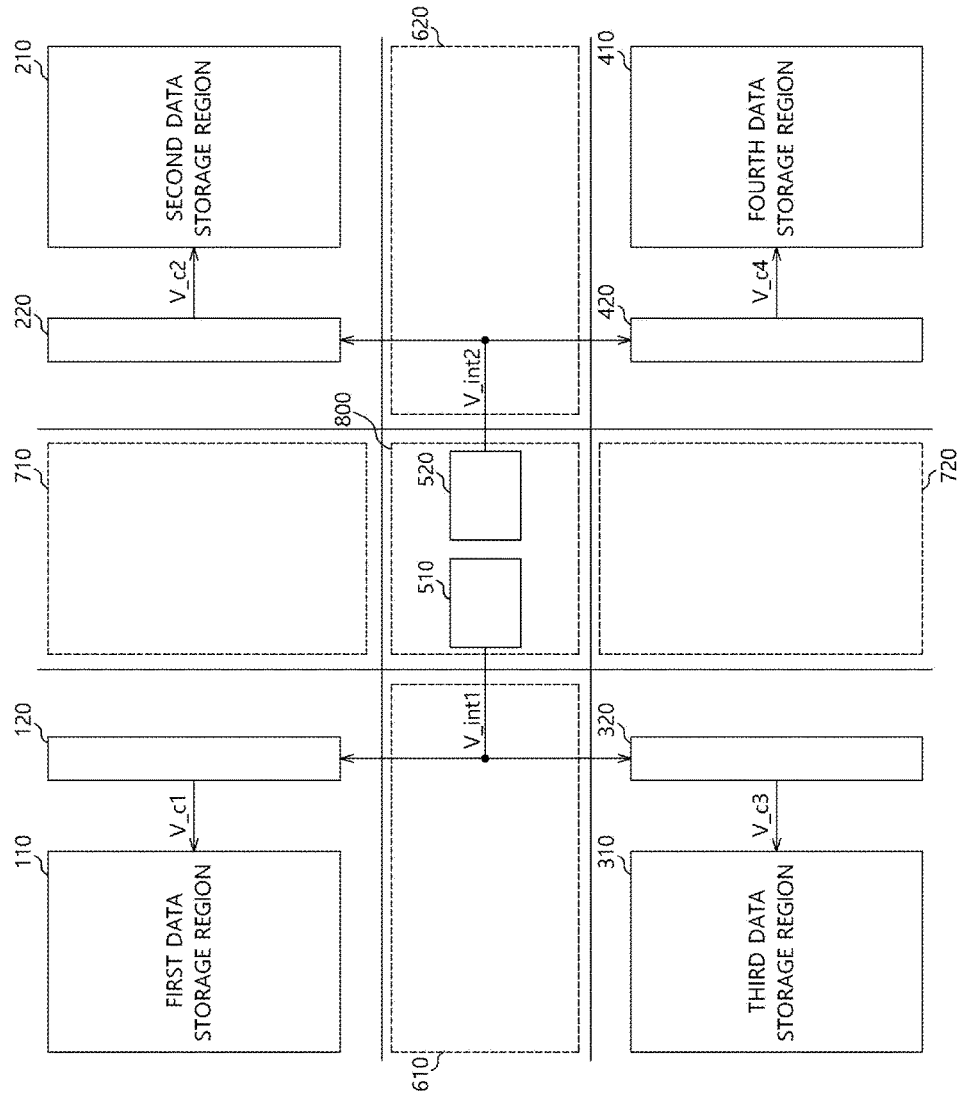 110
120
710
220
210
FIRST DATA
STORAGE REGION
V_c1
V_c2
SECOND DATA
STORAGE REGION
800
610
510
520
620
V_int1
V_int2
310
320
420
410
THIRD DATA
STORAGE REGION
V_c3
V_c4
FOURTH DATA
STORAGE REGION
720